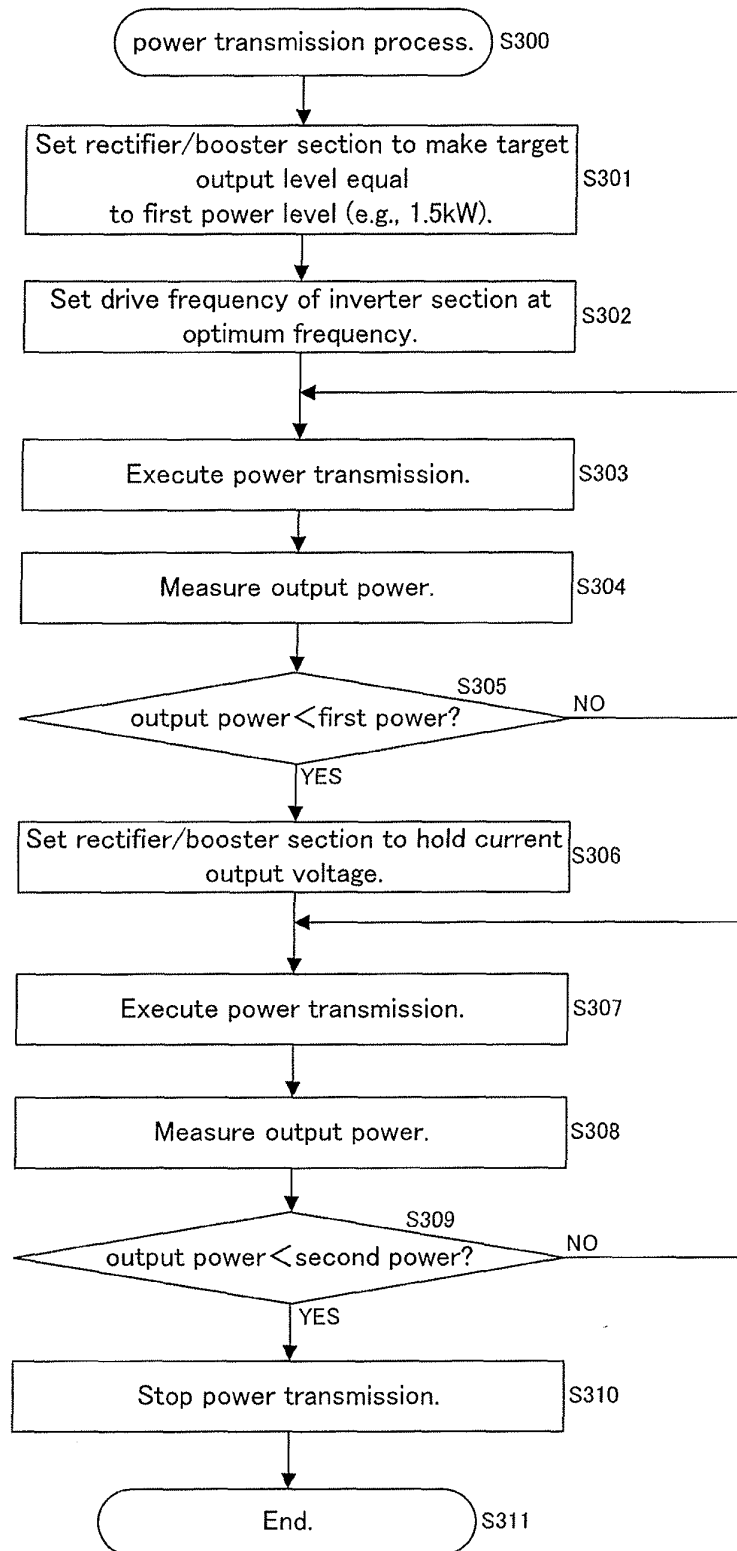 power transmission process.
S300
Set rectifier/booster section to make target
output level equal
to first power level (e.g., 1.5kW).
S301
Set drive frequency of inverter section at
optimum frequency.
S302
Execute power transmission.
S303
Measure output power.
S304
S305
output power<first power?
NO
YES
Set rectifier/booster section to hold current
output voltage.
S306
Execute power transmission.
S307
Measure output power.
S308
S309
output power<second power?
NO
YES
Stop power transmission.
S310
End.
S311